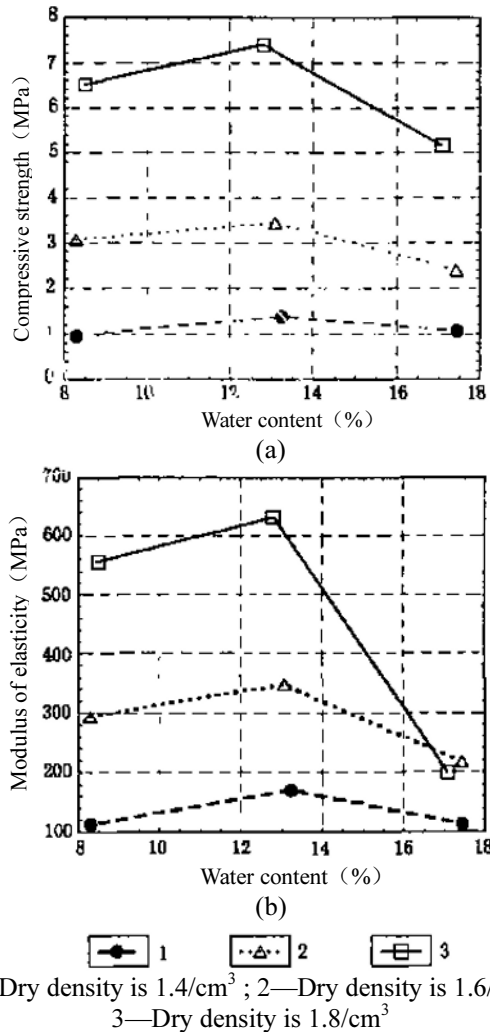 8
7
6
5
4
3
2
1
0
Compressive strength（MPa）
8 10 12 14 16 18
Water content（%）
(a)
700
600
500
400
300
200
100
Modulus of elasticity（MPa）
8 10 12 14 16 18
Water content（%）
(b)
1 2 3
Dry density is 1.4/cm³ ; 2—Dry density is 1.6/
3—Dry density is 1.8/cm³